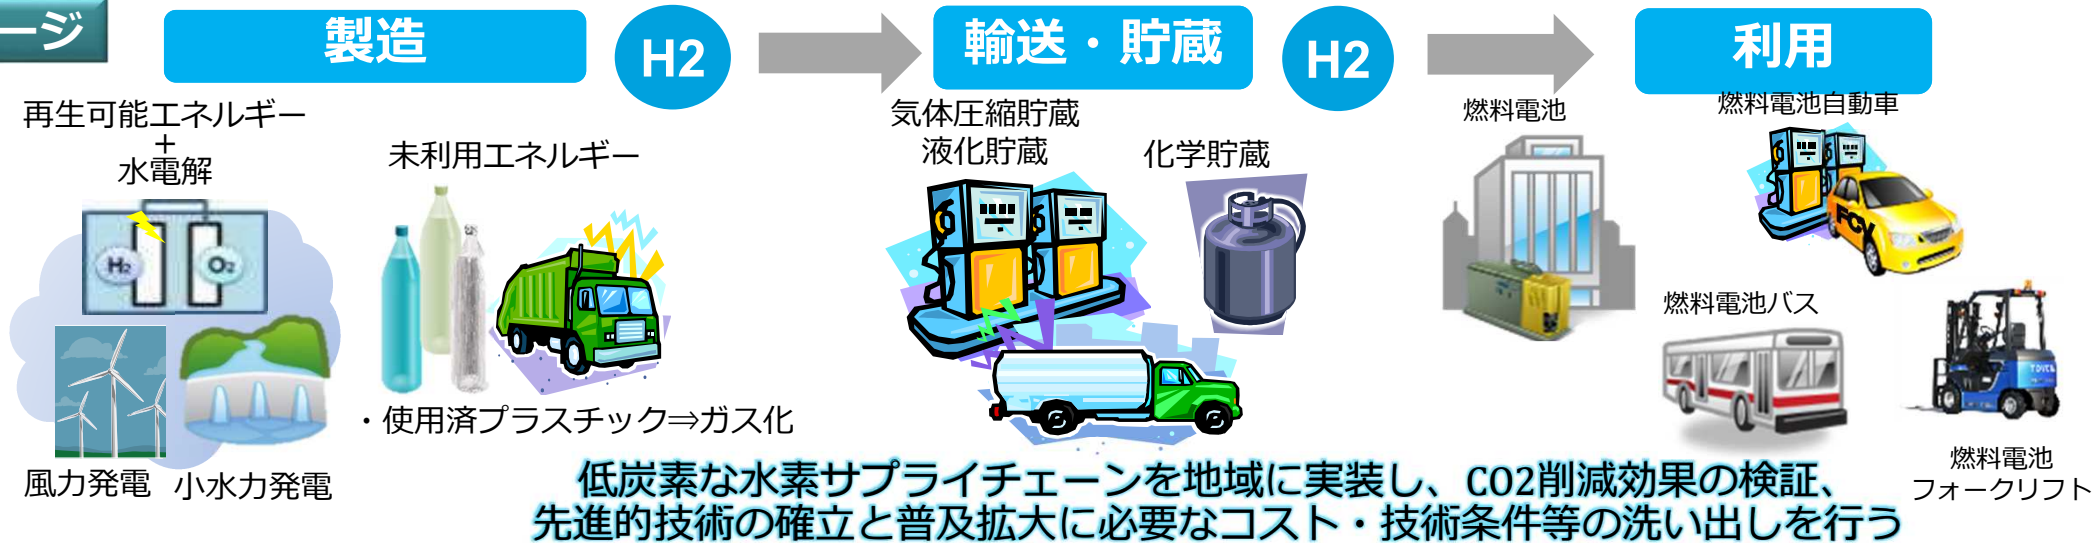 ージ
製造
H2
輸送・貯蔵
H2
利用
再生可能エネルギー
+
水電解
未利用エネルギー
H2
O2
・使用済プラスチック⇒ガス化
風力発電
小水力発電
気体圧縮貯蔵
液化貯蔵
化学貯蔵
燃料電池
燃料電池自動車
FCV
燃料電池バス
燃料電池
フォークリフト
低炭素な水素サプライチェーンを地域に実装し、CO2削減効果の検証、
先進的技術の確立と普及拡大に必要なコスト・技術条件等の洗い出しを行う